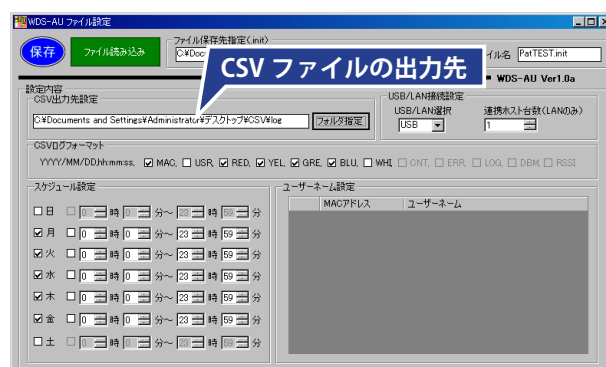 WDS-AU ファイル設定
保存
ファイル読み込み
ファイル保存先指定(.init)
イル名 PatTEST.init
CSV ファイルの出力先
WDS-AU Ver1.0a
設定内容
CSV出力先設定
C:¥Documents and Settings¥Administrator¥デスクトップ¥CSV¥log フォルダ指定
USB/LAN接続設定
USB/LAN選択 連携ホスト台数(LANのみ)
USB 1
CSVログフォーマット
YYYY/MM/DD,hh:mm:ss, MAC, USR, RED, YEL, GRE, BLU, WHI, CNT, ERR, LOG, DBM, RSSI
スケジュール設定
日 0 時 0 分~ 23 時 59 分
月 0 時 0 分~ 23 時 59 分
火 0 時 0 分~ 23 時 59 分
水 0 時 0 分~ 23 時 59 分
木 0 時 0 分~ 23 時 59 分
金 0 時 0 分~ 23 時 59 分
土 0 時 0 分~ 23 時 59 分
ユーザーネーム設定
MACアドレス ユーザーネーム